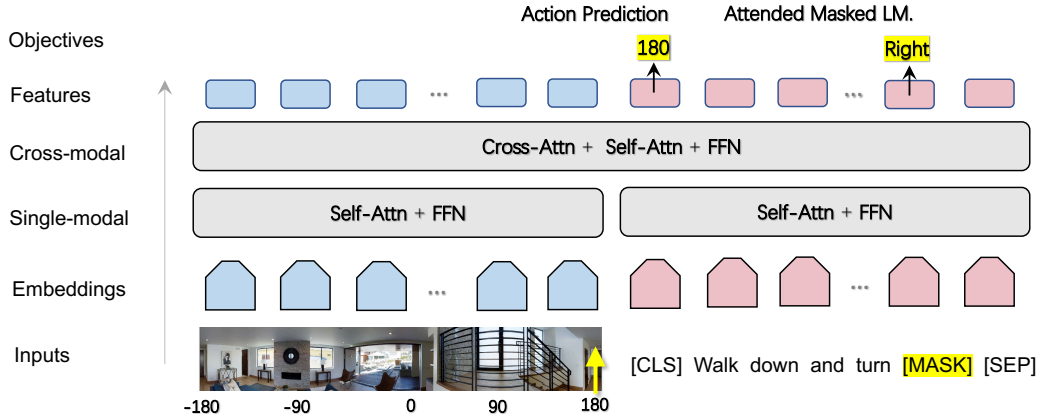 Action Prediction Attended Masked LM.
Objectives 180 Right
Features ... ...
Cross-modal Cross-Attn + Self-Attn + FFN
Single-modal Self-Attn + FFN Self-Attn + FFN
Embeddings ... ...
Inputs [CLS] Walk down and turn [MASK] [SEP]
-180 -90 0 90 180